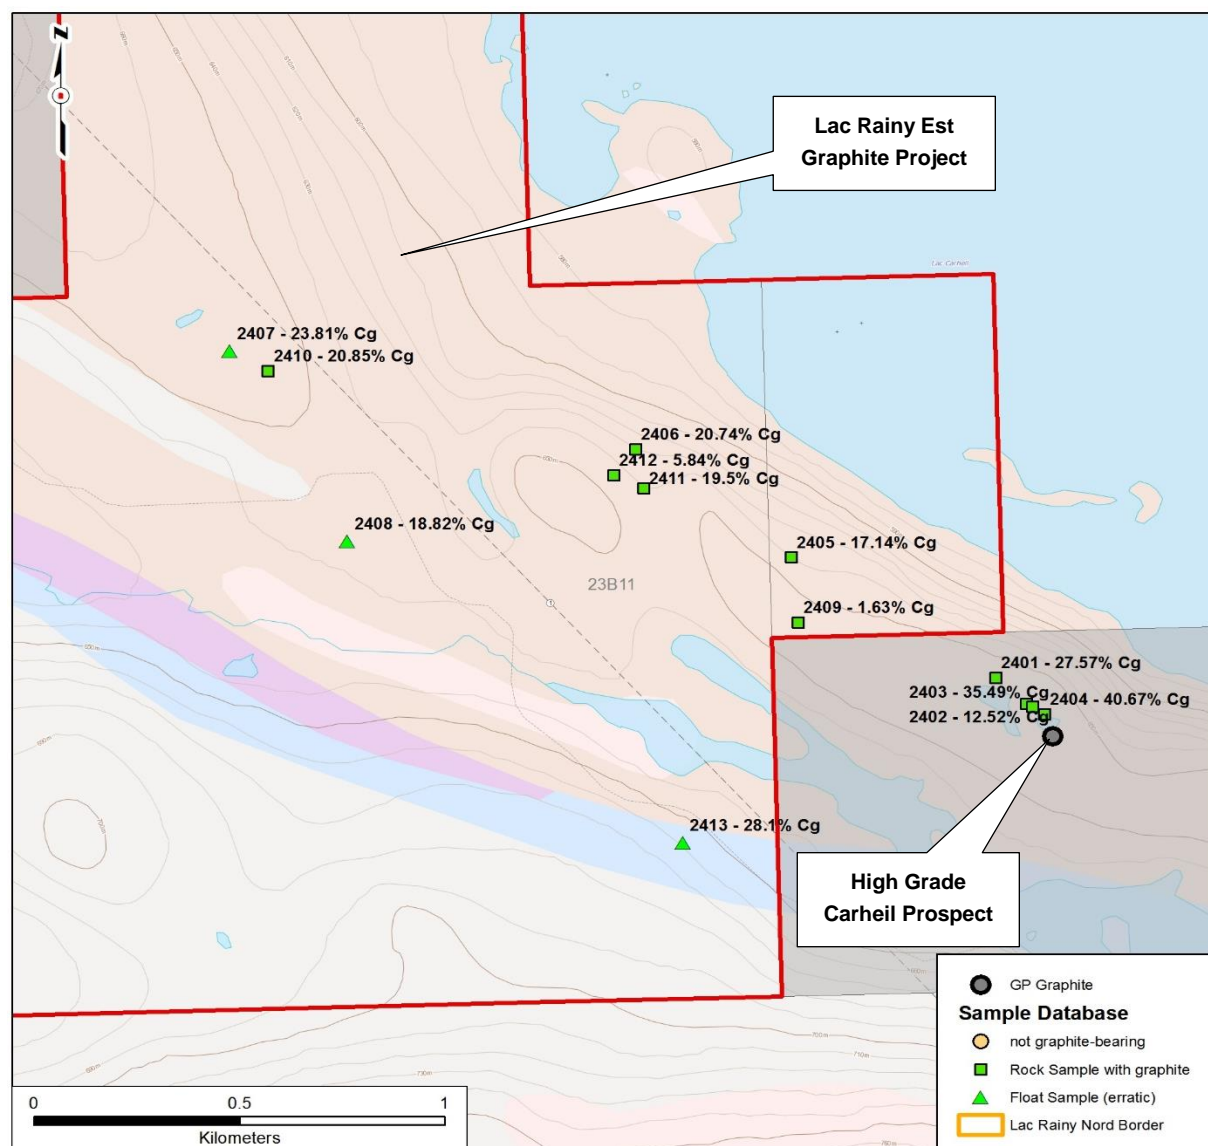 N
Lac Rainy Est
Graphite Project
Lac Carheil
2407 - 23.81% Cg
2410 - 20.85% Cg
2406 - 20.74% Cg
2412 - 5.84% Cg
2411 - 19.5% Cg
2408 - 18.82% Cg
2405 - 17.14% Cg
23B11
2409 - 1.63% Cg
2401 - 27.57% Cg
2403 - 35.49% Cg
2404 - 40.67% Cg
2402 - 12.52% Cg
2413 - 28.1% Cg
High Grade
Carheil Prospect
GP Graphite
Sample Database
not graphite-bearing
Rock Sample with graphite
Float Sample (erratic)
Lac Rainy Nord Border
0 0.5 1
Kilometers